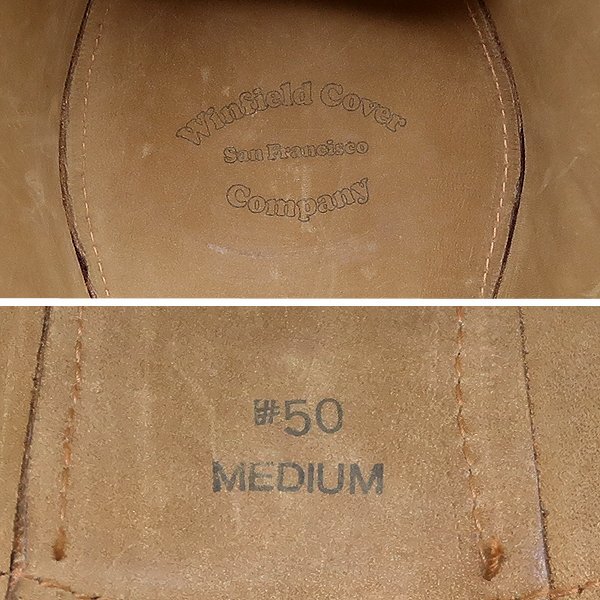 Winfield Cover
San Francisco
Company
#50
MEDIUM